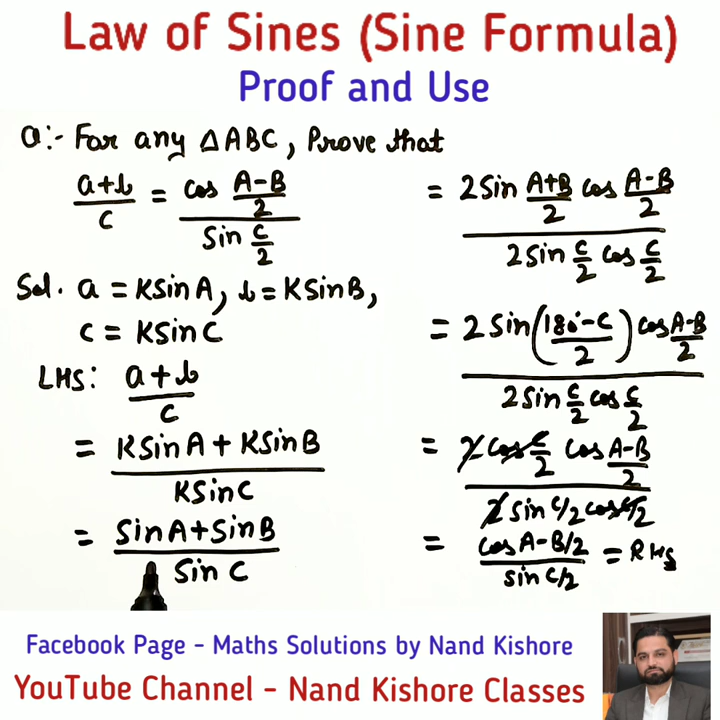 Law of Sines (Sine Formula)
Proof and Use
Q:- For any △ABC, Prove that
(a+b)/c = (cos (A-B)/2)/(Sin C/2)
Sol. a = KSinA, b = KSinB,
c = KSinC
LHS: (a+b)/c
= (KSinA + KSinB)/(KSinC)
= (SinA+SinB)/(Sin C)
= (2Sin (A+B)/2 cos (A-B)/2)/(2Sin C/2 cos C/2)
= (2Sin((180°-C)/2) cos (A-B)/2)/(2Sin C/2 cos C/2)
= (2 cos C/2 cos (A-B)/2)/(2 Sin C/2 cos C/2)
= (cos A-B/2)/(sin C/2) = RHS
Facebook Page - Maths Solutions by Nand Kishore
YouTube Channel - Nand Kishore Classes